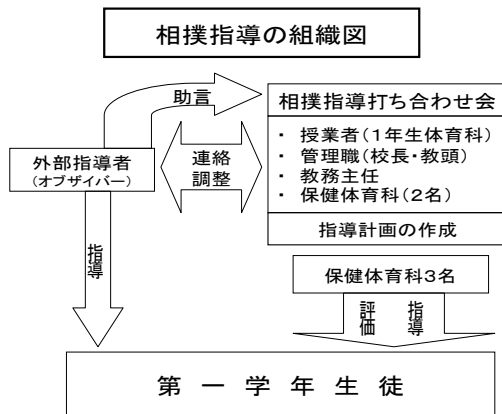 相撲指導の組織図
助言
相撲指導打ち合わせ会
・ 授業者(1年生体育科)
・ 管理職(校長・教頭)
・ 教務主任
・ 保健体育科(2名)
指導計画の作成
外部指導者
(オブザイバー)
連絡
調整
指導
保健体育科3名
評価
指導
第一学年生徒